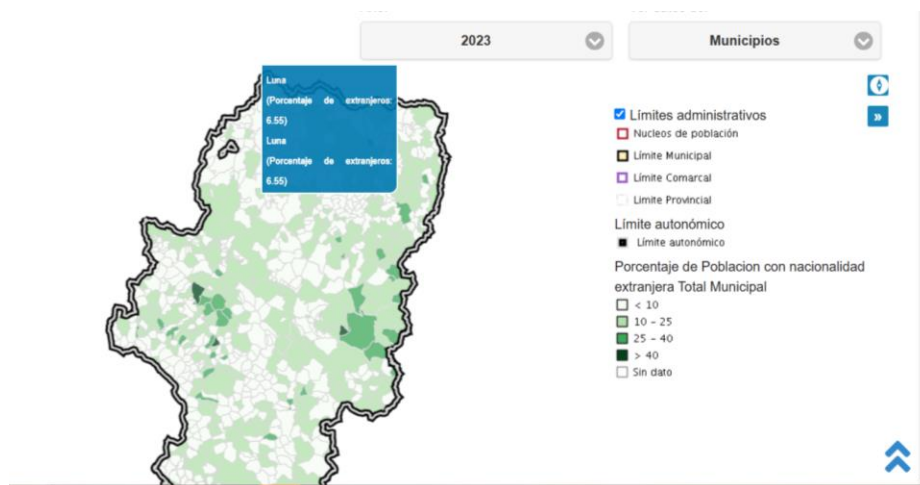 2023
Municipios
Luna
(Porcentaje de extranjeros:
6.55)
Luna
(Porcentaje de extranjeros:
6.55)
Límites administrativos
Nucleos de población
Límite Municipal
Límite Comarcal
Limite Provincial
Límite autonómico
Límite autonómico
Porcentaje de Poblacion con nacionalidad
extranjera Total Municipal
< 10
10 – 25
25 – 40
> 40
Sin dato